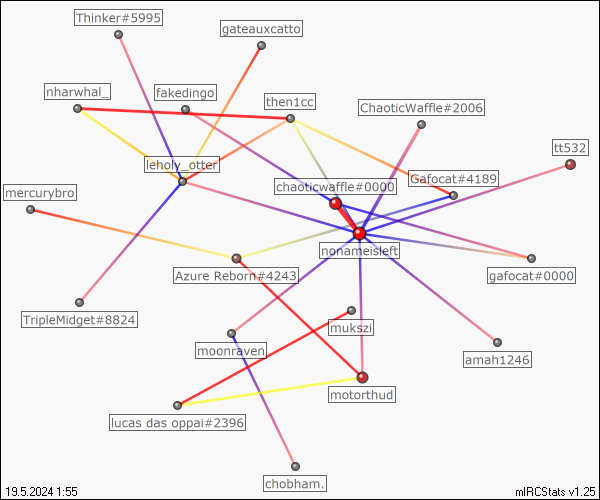 Thinker#5995
gateauxcatto
nharwhal_
fakedingo
then1cc
ChaoticWaffle#2006
tt532
leholy_otter
Gafocat#4189
chaoticwaffle#0000
mercurybro
nonameisleft
Azure Reborn#4243
gafocat#0000
TripleMidget#8824
mukszi
moonraven
amah1246
motorthud
lucas das oppai#2396
chobham.
19.5.2024 1:55
mIRCStats v1.25